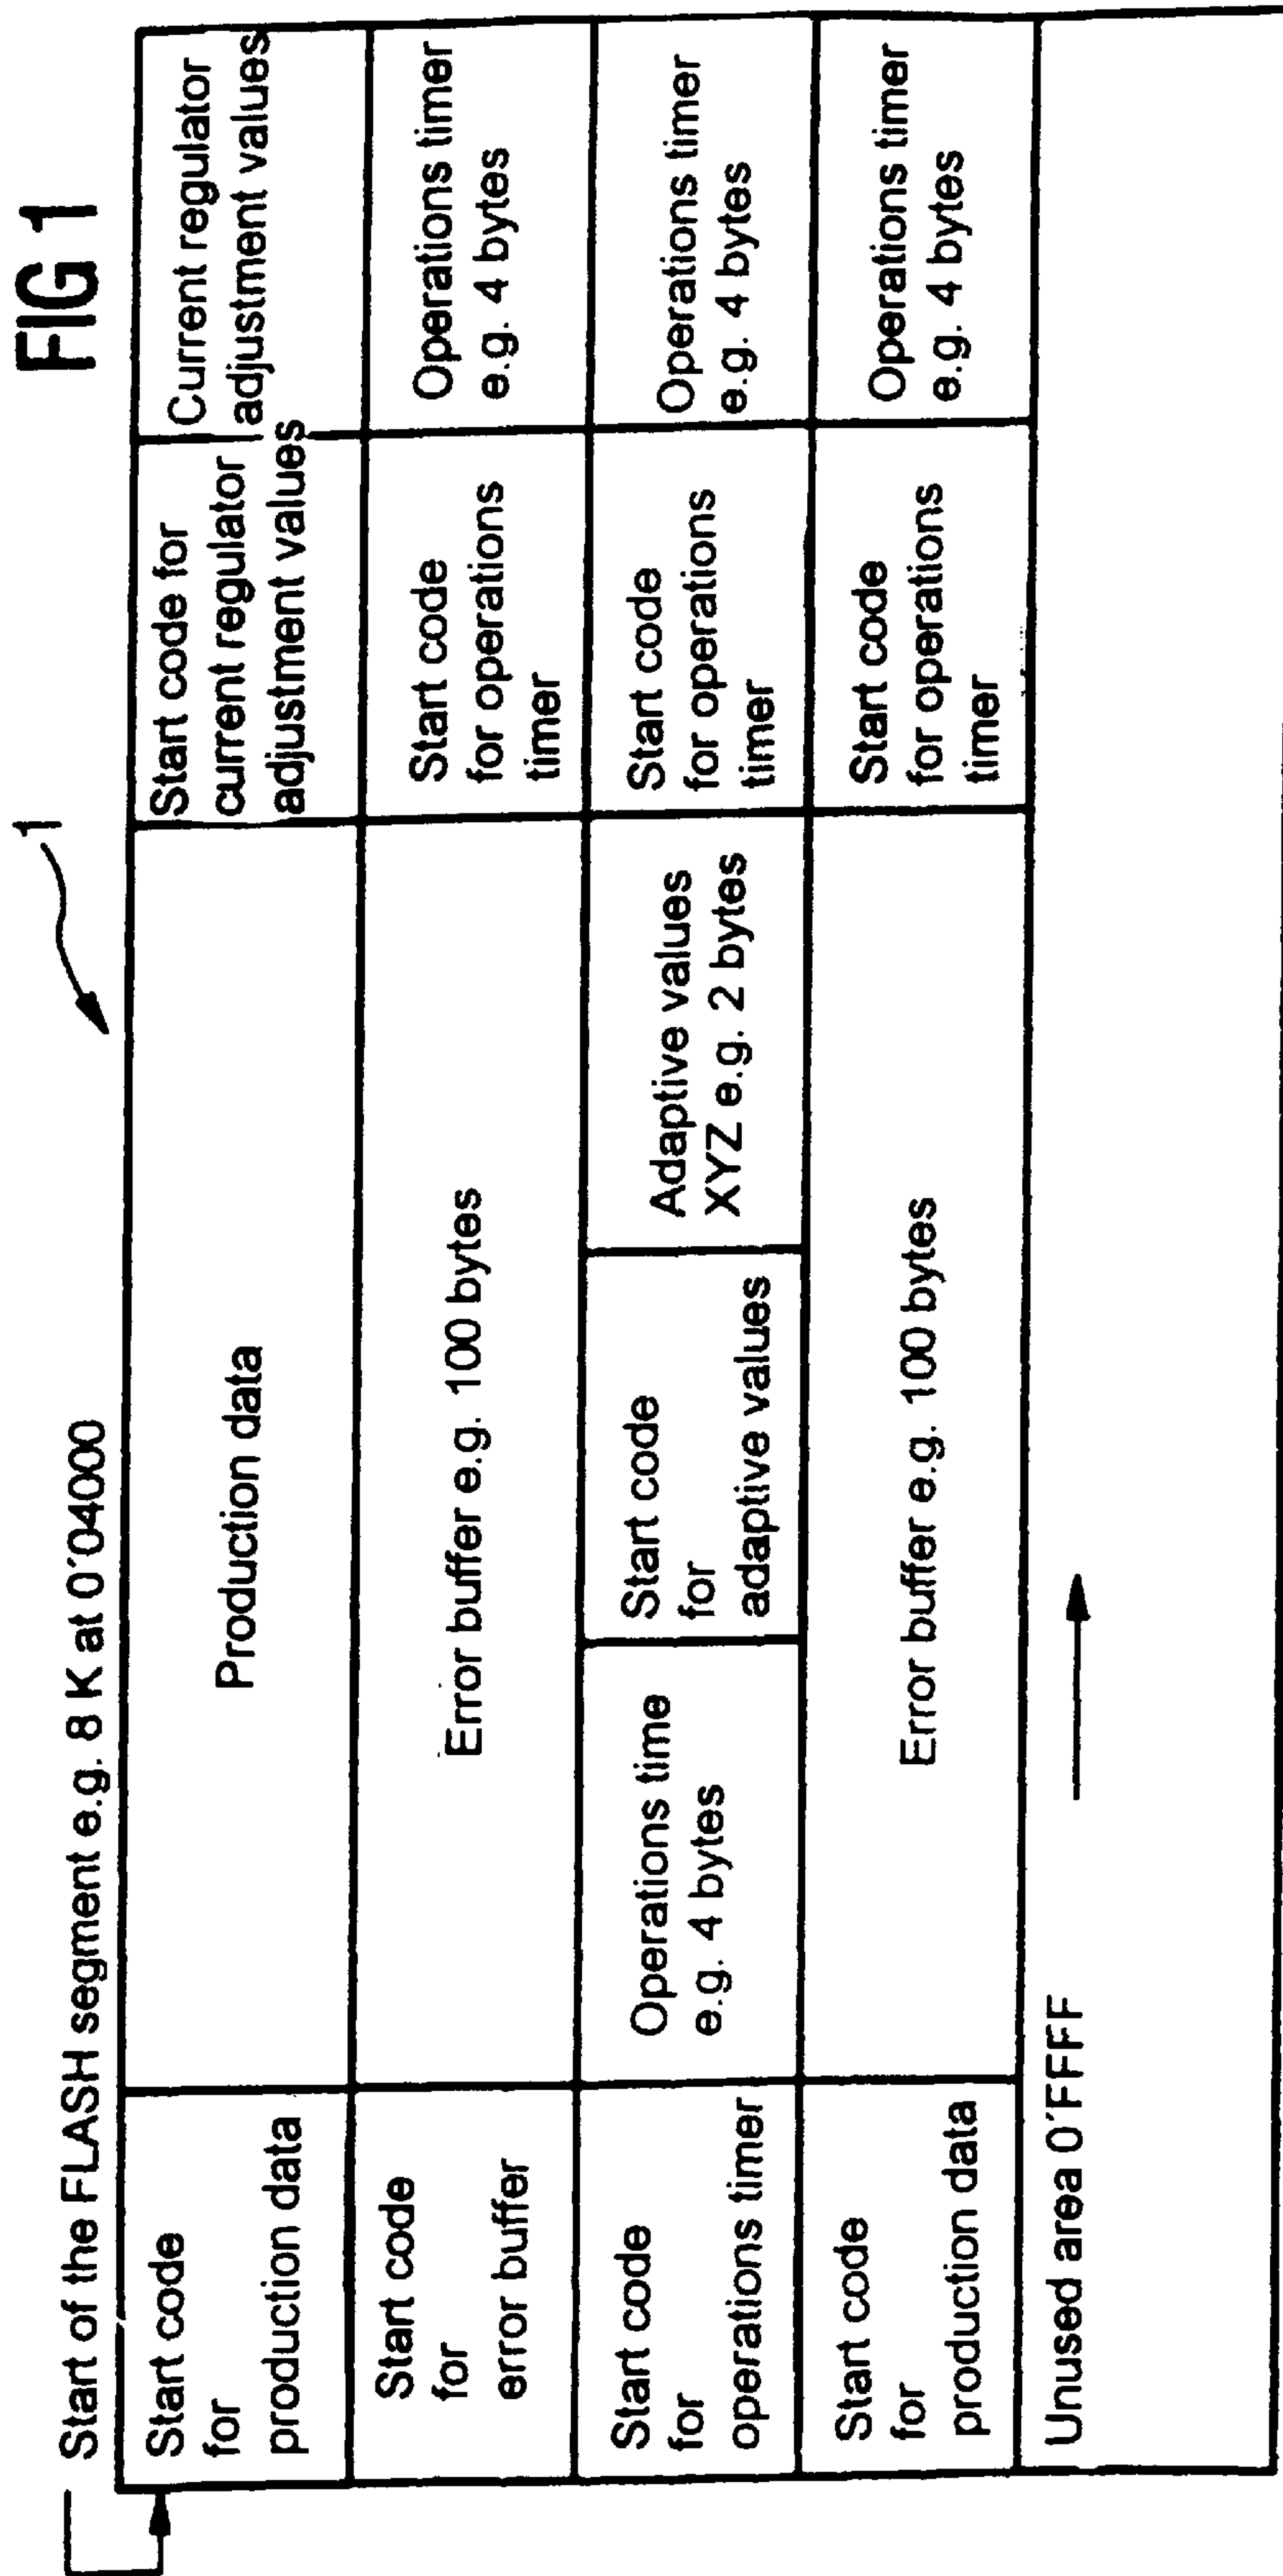 FIG 1
1
Start of the FLASH segment e.g. 8 K at 0'04000
Start code
for
production data
Production data
Start code for
current regulator
adjustment values
Current regulator
adjustment values
Start code
for
error buffer
Error buffer e.g. 100 bytes
Start code
for operations
timer
Operations timer
e.g. 4 bytes
Start code
for
operations timer
Operations time
e.g. 4 bytes
Start code
for
adaptive values
Adaptive values
XYZ e.g. 2 bytes
Start code
for operations
timer
Operations timer
e.g. 4 bytes
Start code
for
production data
Error buffer e.g. 100 bytes
Start code
for operations
timer
Operations timer
e.g. 4 bytes
Unused area 0'FFFF